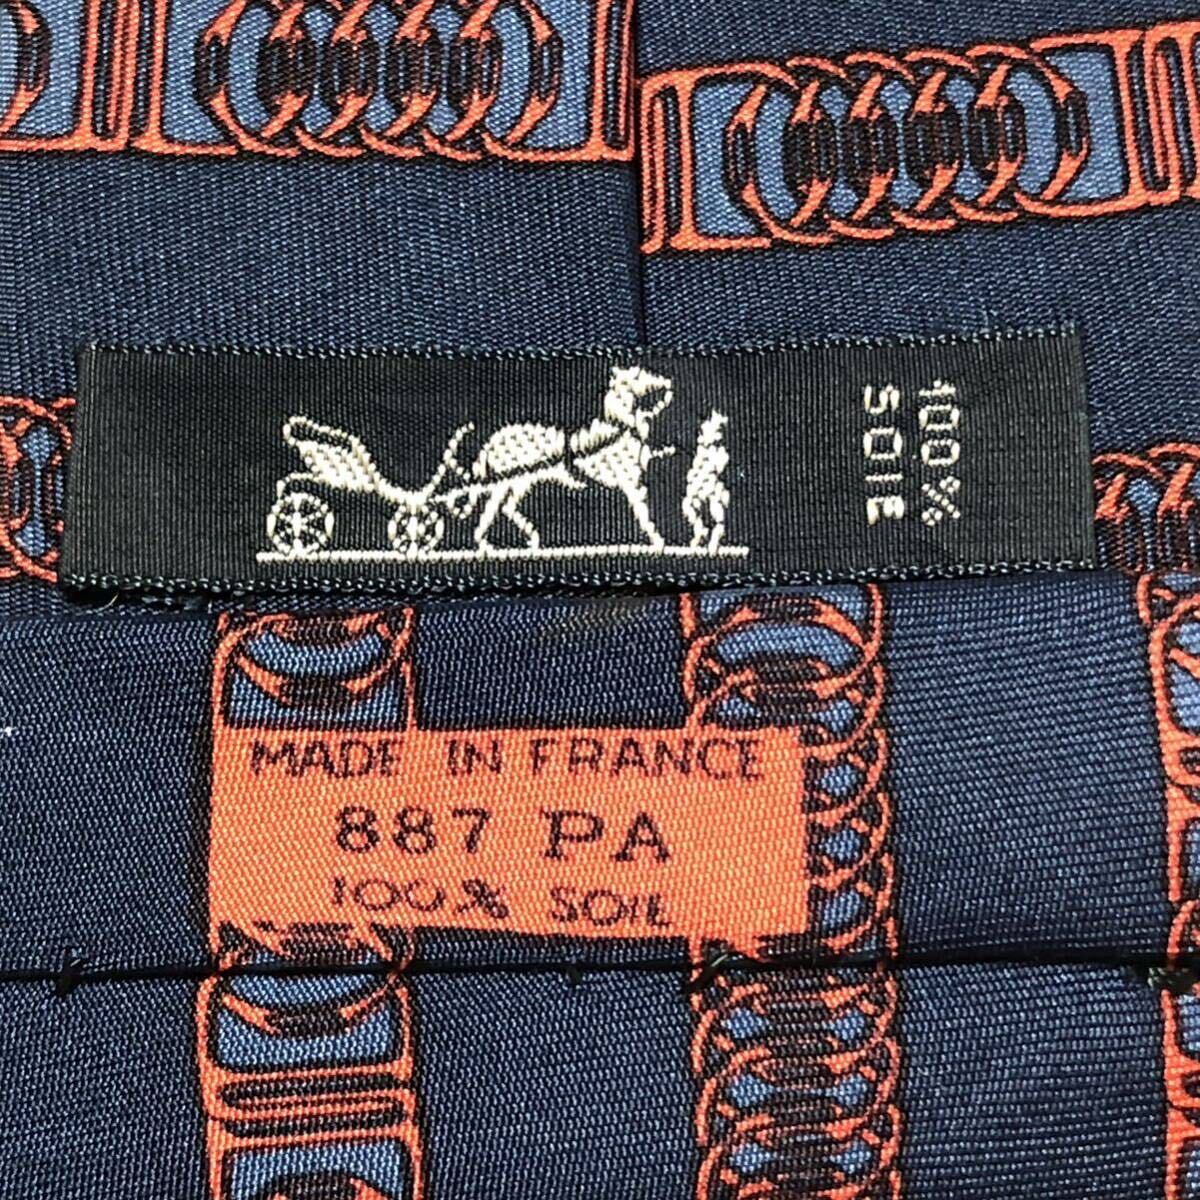 100%
SOIE
MADE IN FRANCE
887 PA
100% SOIE